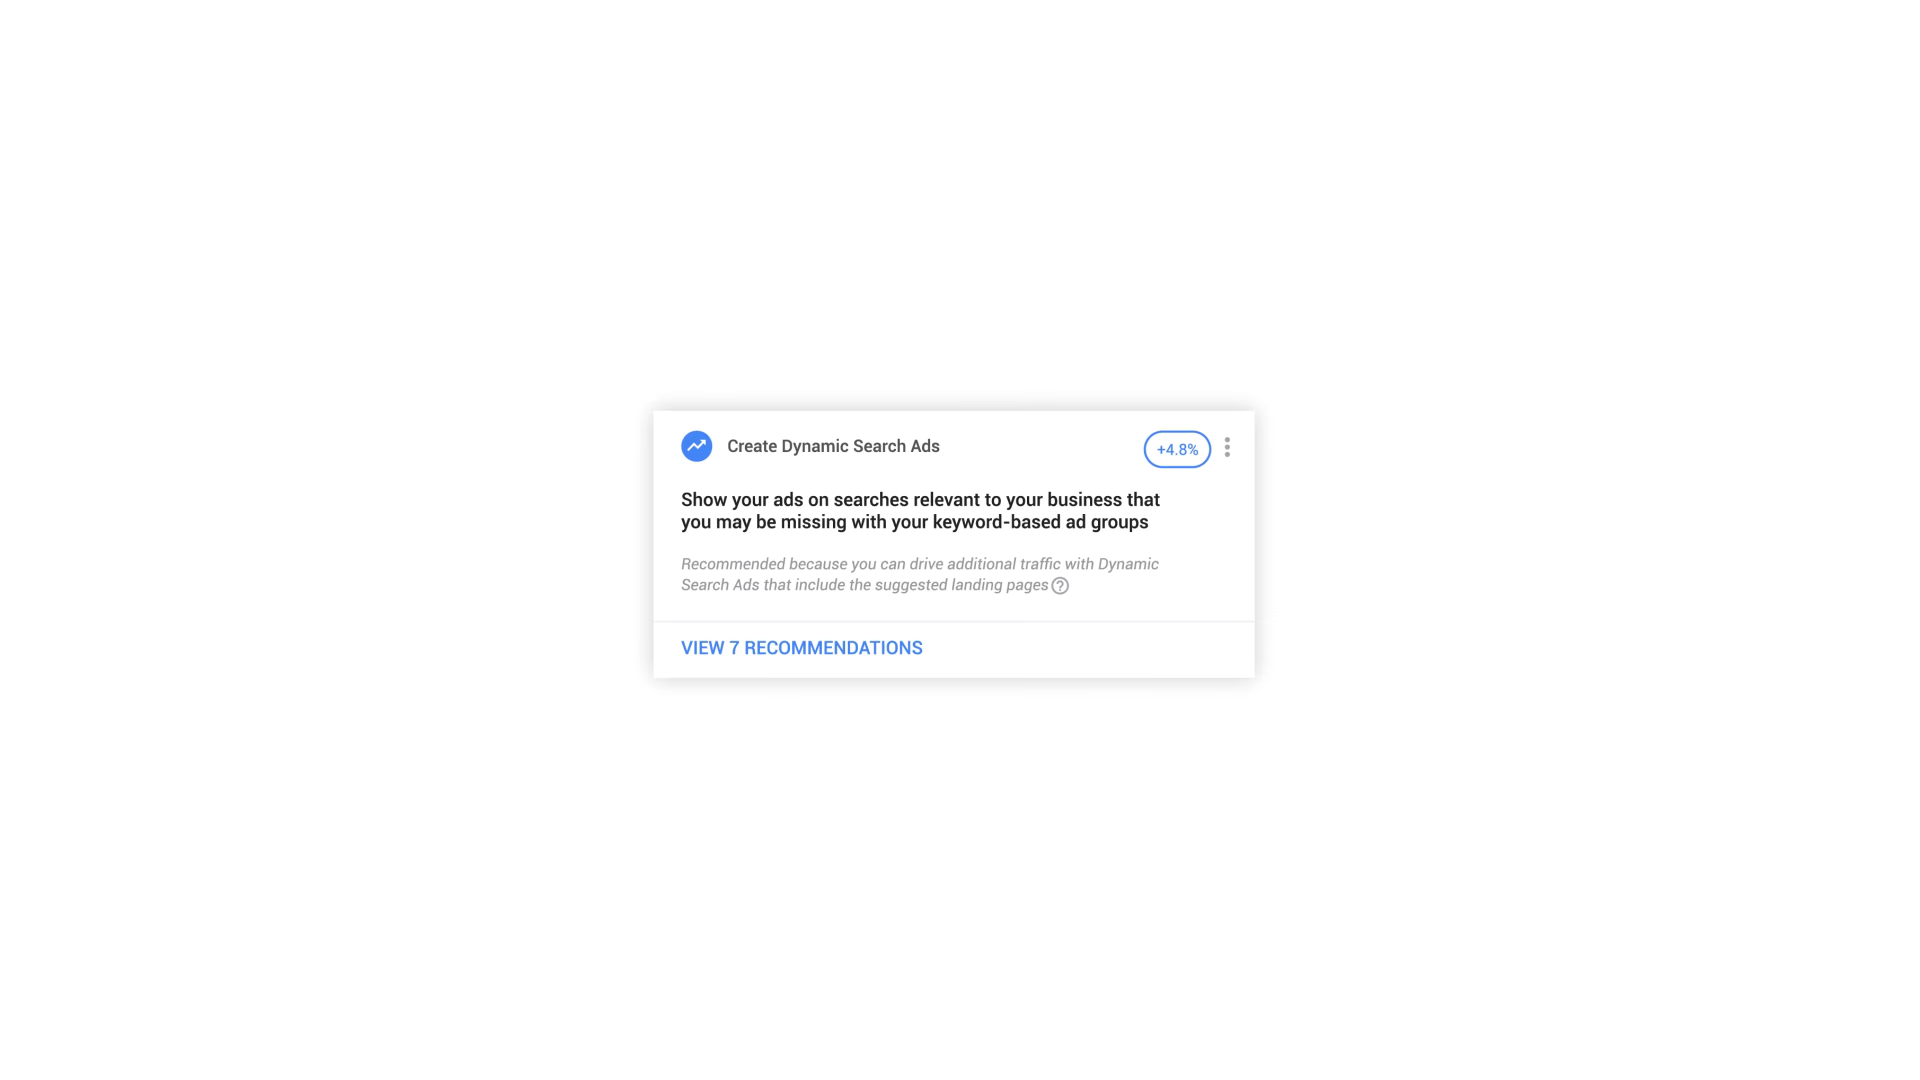 Create Dynamic Search Ads
+4.8%
Show your ads on searches relevant to your business that
you may be missing with your keyword-based ad groups
Recommended because you can drive additional traffic with Dynamic
Search Ads that include the suggested landing pages ?
VIEW 7 RECOMMENDATIONS